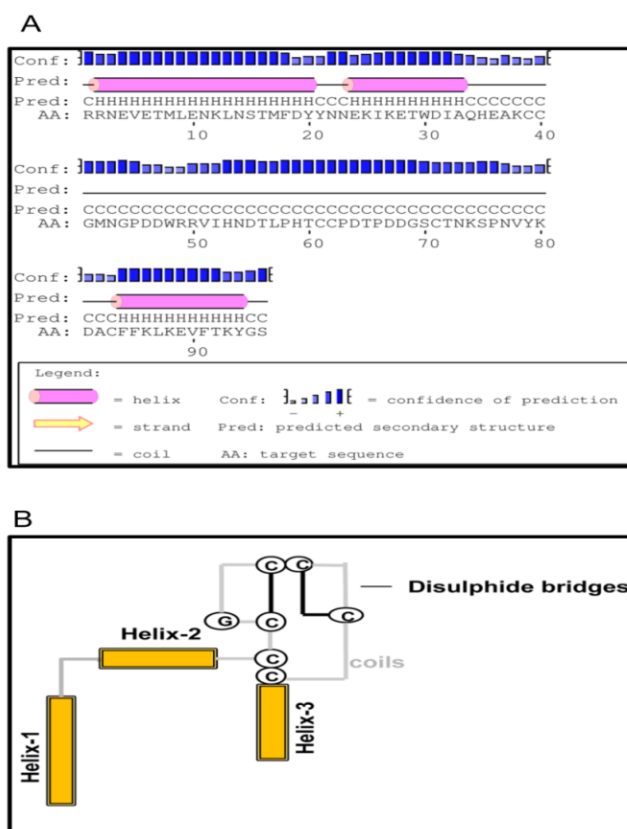 A
Conf:
Pred:
Pred: CHHHHHHHHHHHHHHHHHHHCCCHHHHHHHHHHCCCCCCC
AA: RRNEVETMLENKLNSTMFDYYNNEKIKETWDIAQHEAKCC
10 20 30 40
Conf:
Pred:
Pred: CCCCCCCCCCCCCCCCCCCCCCCCCCCCCCCCCCCCCCCC
AA: GMNGPDDWRRVIHNDTLPHTCCPDTPDDGSCTNKSPNVYK
50 60 70 80
Conf:
Pred:
Pred: CCCHHHHHHHHHHHCC
AA: DACFFKLKEVFTKYGS
90
Legend:
= helix Conf: = confidence of prediction
- +
= strand Pred: predicted secondary structure
= coil AA: target sequence
B
C C
Disulphide bridges
G C C
Helix-2
C
coils
C
Helix-1
Helix-3